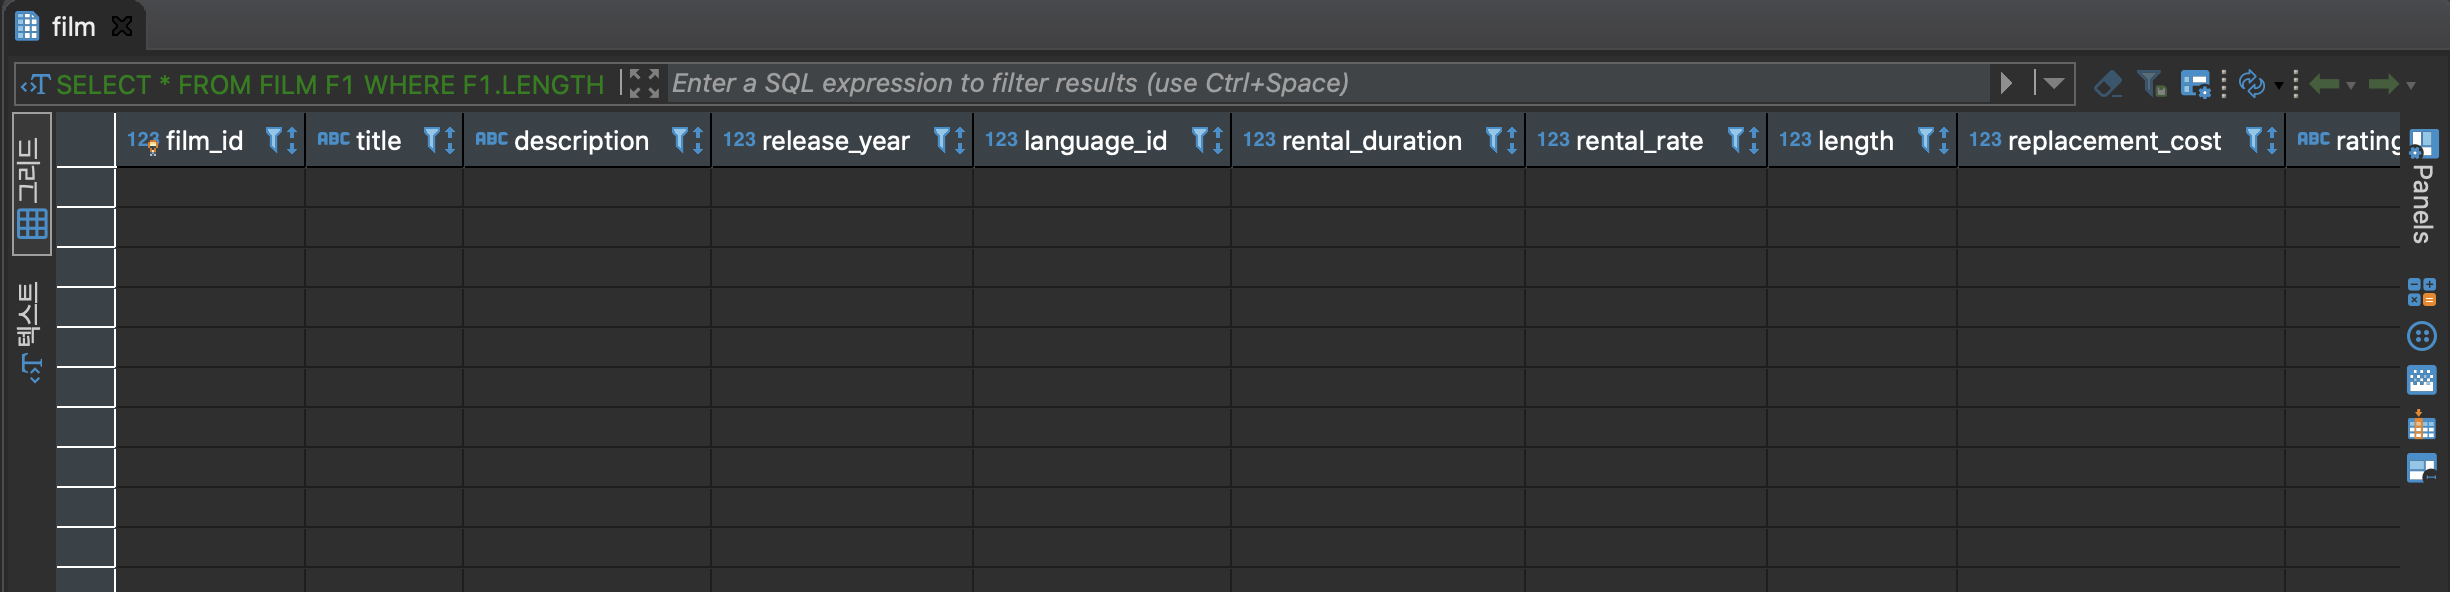 film
SELECT * FROM FILM F1 WHERE F1.LENGTH
Enter a SQL expression to filter results (use Ctrl+Space)
그리드
텍스트
123 film_id
ABC title
ABC description
123 release_year
123 language_id
123 rental_duration
123 rental_rate
123 length
123 replacement_cost
ABC rating
Panels